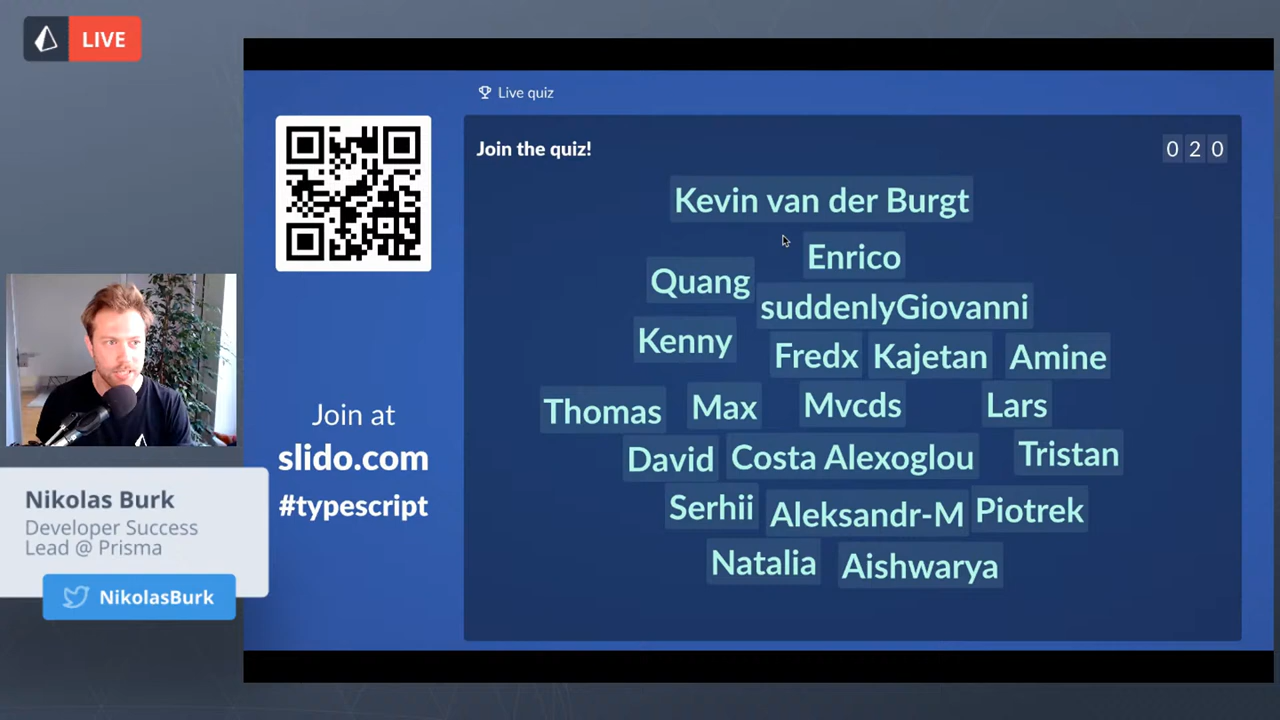 LIVE
Live quiz
Join the quiz!
0 2 0
Kevin van der Burgt
Enrico
Quang
suddenlyGiovanni
Kenny
Fredx
Kajetan
Amine
Thomas
Max
Mvcds
Lars
David
Costa Alexoglou
Tristan
Serhii
Aleksandr-M
Piotrek
Natalia
Aishwarya
Join at
slido.com
#typescript
Nikolas Burk
Developer Success
Lead @ Prisma
NikolasBurk